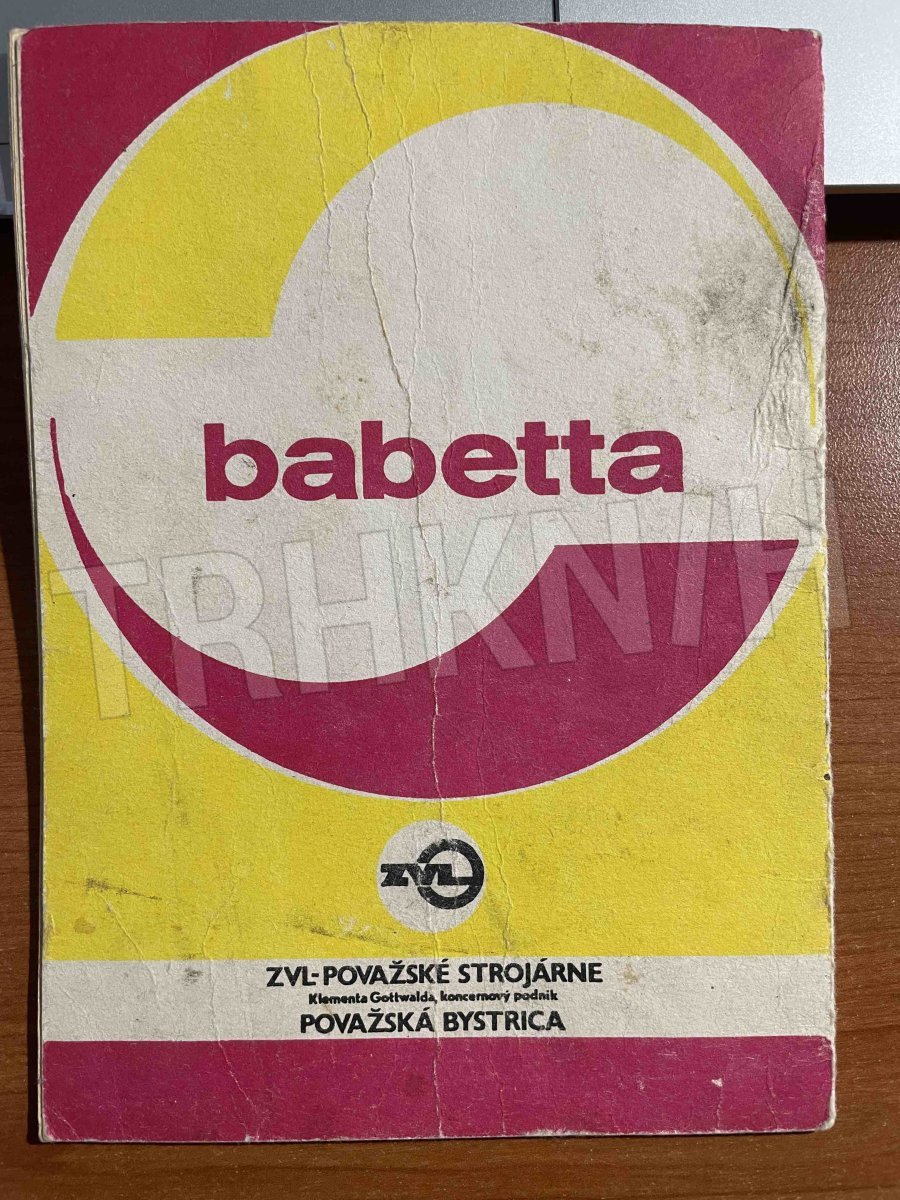 babetta
TRHKNIH
ZVL
ZVL-POVAŽSKÉ STROJÁRNE
Klementa Gottwalda, koncernový podnik
POVAŽSKÁ BYSTRICA